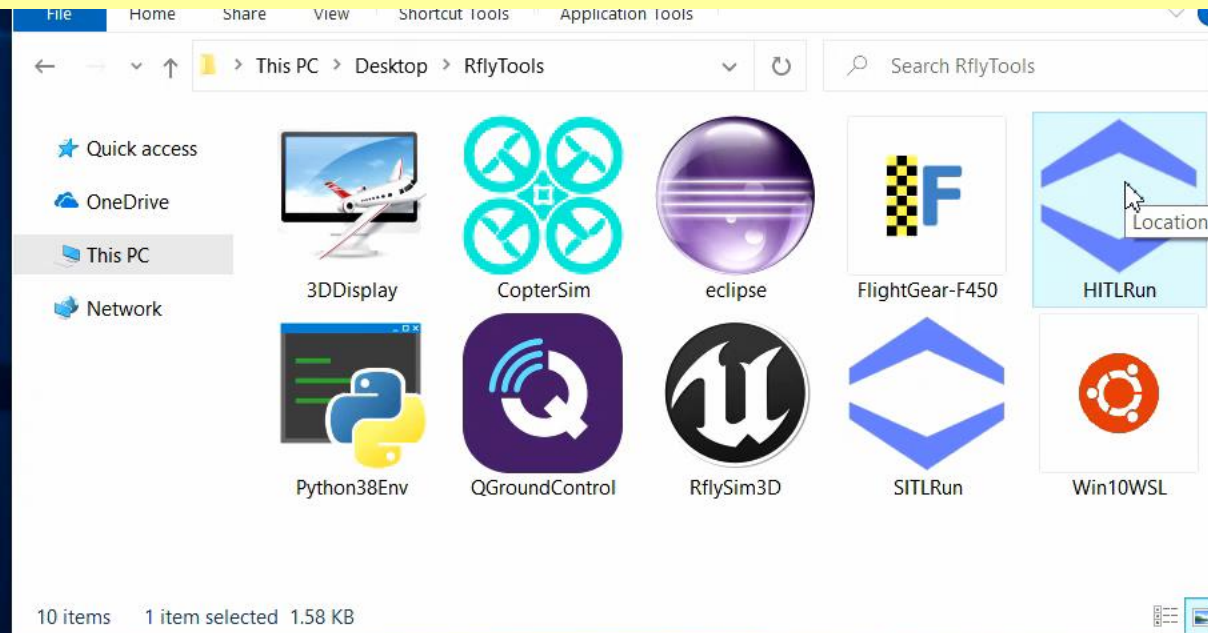 File Home Share View Shortcut Tools Application Tools
This PC > Desktop > RflyTools Search RflyTools
Quick access
OneDrive
This PC
Network
3DDisplay CopterSim eclipse FlightGear-F450 HITLRun
Location
Python38Env QGroundControl RflySim3D SITLRun Win10WSL
10 items 1 item selected 1.58 KB